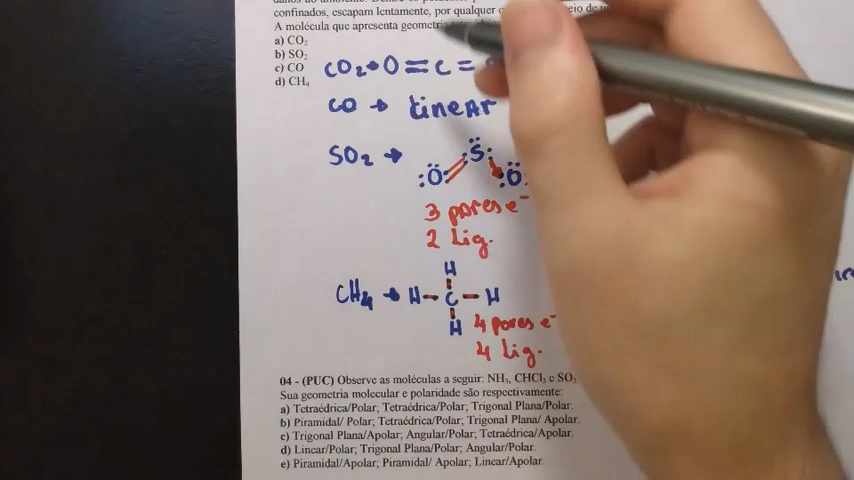 confinados, escapam lentamente, por qualquer
A molécula que apresenta geometria
a) CO₂
b) SO₂
c) CO
d) CH₄
CO₂ → O = C =
CO → LINEAR
SO₂ → :Ö S Ö
3 pares e⁻
2 Lig.
H
CH₄ → H - C - H
H
4 pares e⁻
4 Lig.
04 - (PUC) Observe as moléculas a seguir: NH₃, CHCl₃ e SO₃.
Sua geometria molecular e polaridade são respectivamente:
a) Tetraédrica/Polar; Tetraédrica/Polar; Trigonal Plana/Polar.
b) Piramidal/ Polar; Tetraédrica/Polar; Trigonal Plana/ Apolar.
c) Trigonal Plana/Apolar; Angular/Polar; Tetraédrica/Apolar.
d) Linear/Polar; Trigonal Plana/Apolar; Angular/Polar.
e) Piramidal/Apolar; Piramidal/ Apolar; Linear/Apolar.